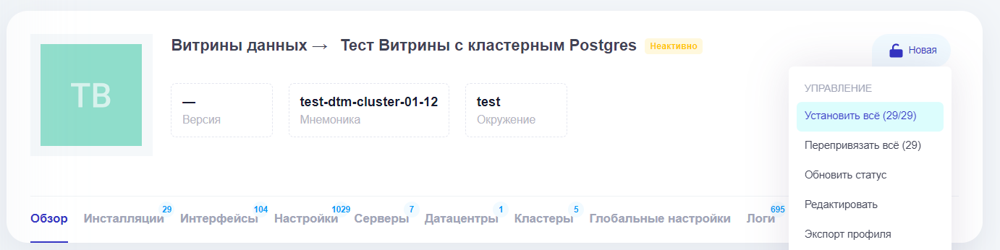 ТВ
Витрины данных → Тест Витрины с кластерным Postgres Неактивно
Новая
— test-dtm-cluster-01-12 test
Версия Мнемоника Окружение
УПРАВЛЕНИЕ
Установить всё (29/29)
Перепривязать всё (29)
Обновить статус
Редактировать
Экспорт профиля
Обзор Инсталляции 29 Интерфейсы 104 Настройки 1029 Серверы 7 Датацентры 1 Кластеры 5 Глобальные настройки Логи 695